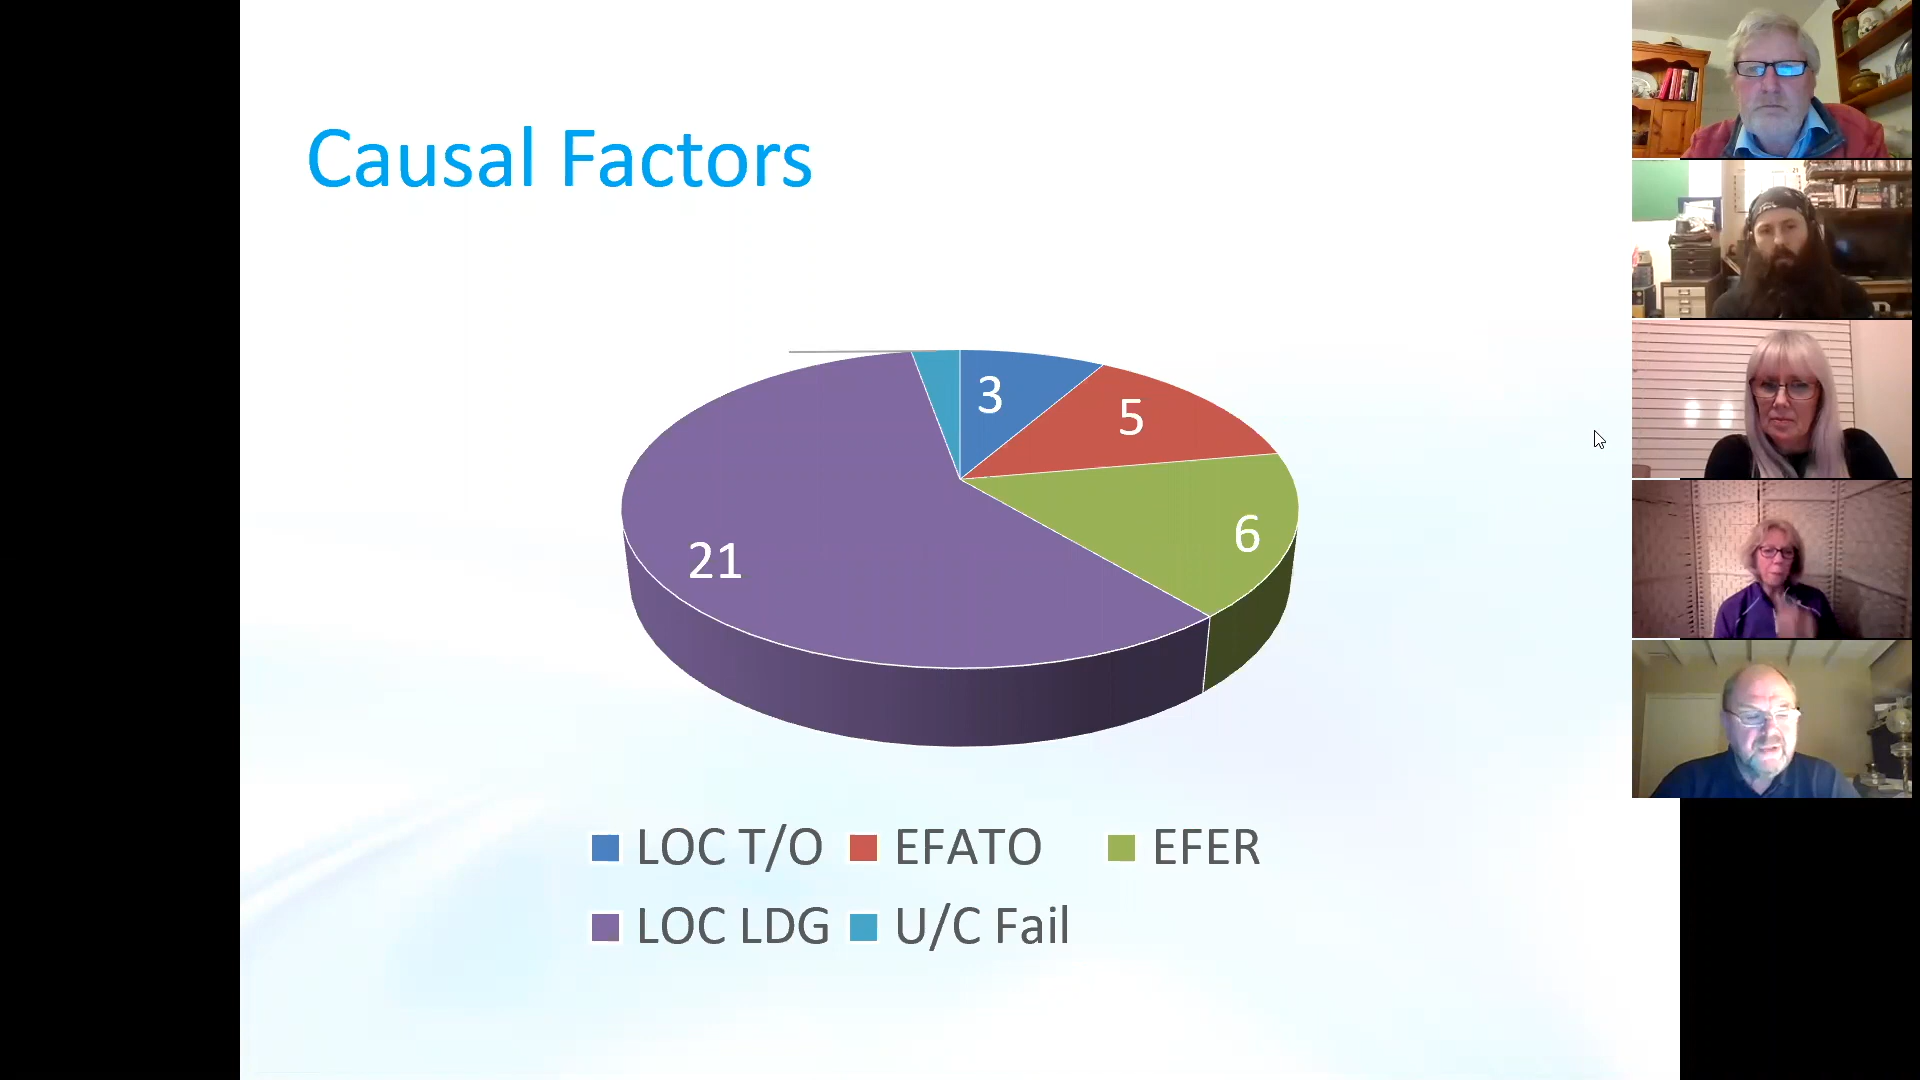 Causal Factors
3
5
6
21
LOC T/O EFATO EFER
LOC LDG U/C Fail